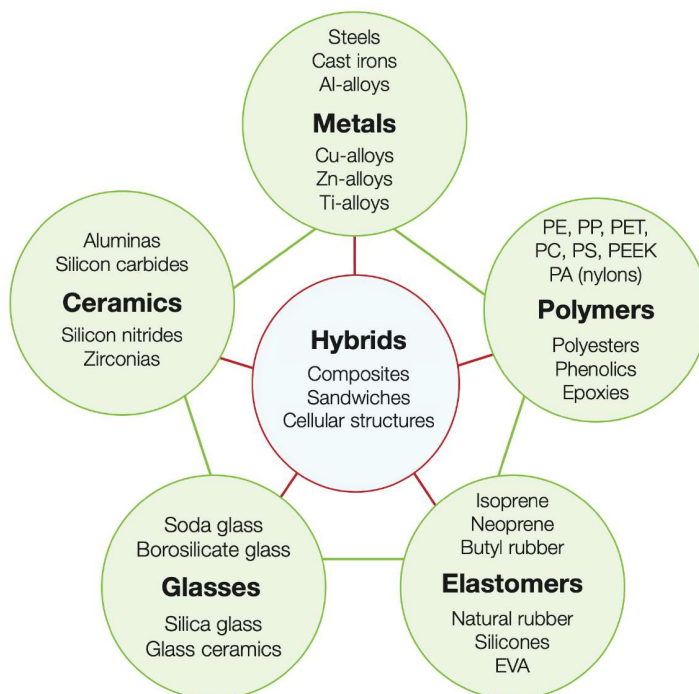 Steels
Cast irons
Al-alloys
Metals
Cu-alloys
Zn-alloys
Ti-alloys
Aluminas
Silicon carbides
Ceramics
Silicon nitrides
Zirconias
PE, PP, PET,
PC, PS, PEEK
PA (nylons)
Polymers
Polyesters
Phenolics
Epoxies
Hybrids
Composites
Sandwiches
Cellular structures
Soda glass
Borosilicate glass
Glasses
Silica glass
Glass ceramics
Isoprene
Neoprene
Butyl rubber
Elastomers
Natural rubber
Silicones
EVA